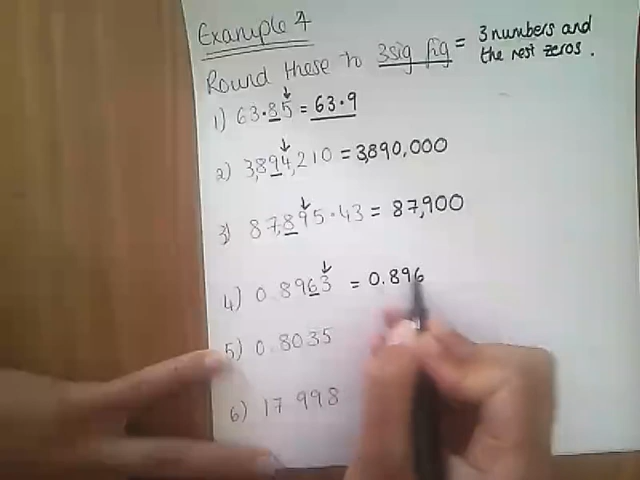 Example 4
Round these to 3sig fig = 3 numbers and
the rest zeros.
1) 63.85 = 63.9
2) 3,894,210 = 3,890,000
3) 87,895.43 = 87,900
4) 0.8963 = 0.896
5) 0.8035
6) 17 998